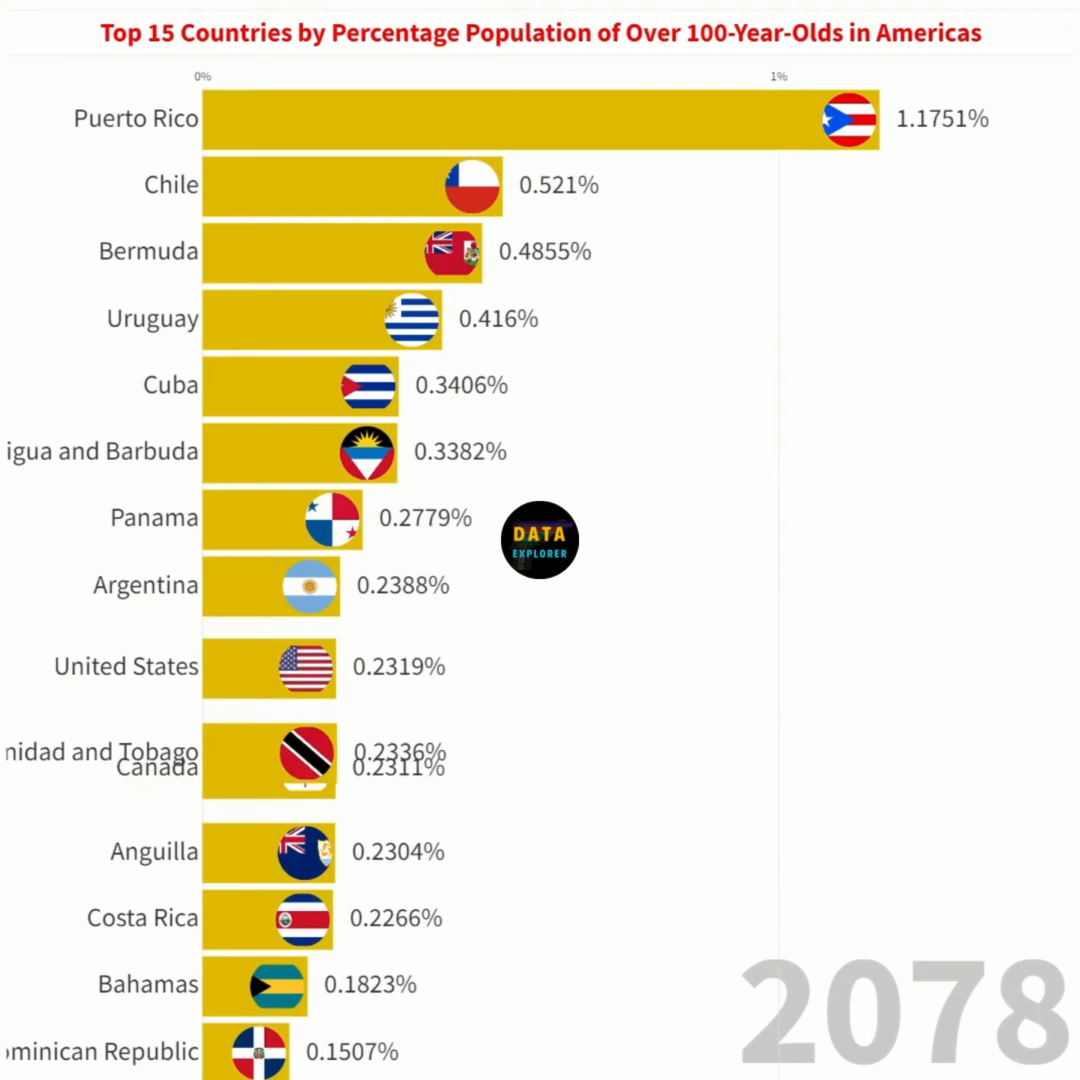 Top 15 Countries by Percentage Population of Over 100-Year-Olds in Americas
0% 1%
Puerto Rico 1.1751%
Chile 0.521%
Bermuda 0.4855%
Uruguay 0.416%
Cuba 0.3406%
igua and Barbuda 0.3382%
Panama 0.2779%
DATA
EXPLORER
Argentina 0.2388%
United States 0.2319%
nidad and Tobago 0.2336%
Canada 0.2311%
Anguilla 0.2304%
Costa Rica 0.2266%
Bahamas 0.1823%
ominican Republic 0.1507%
2078